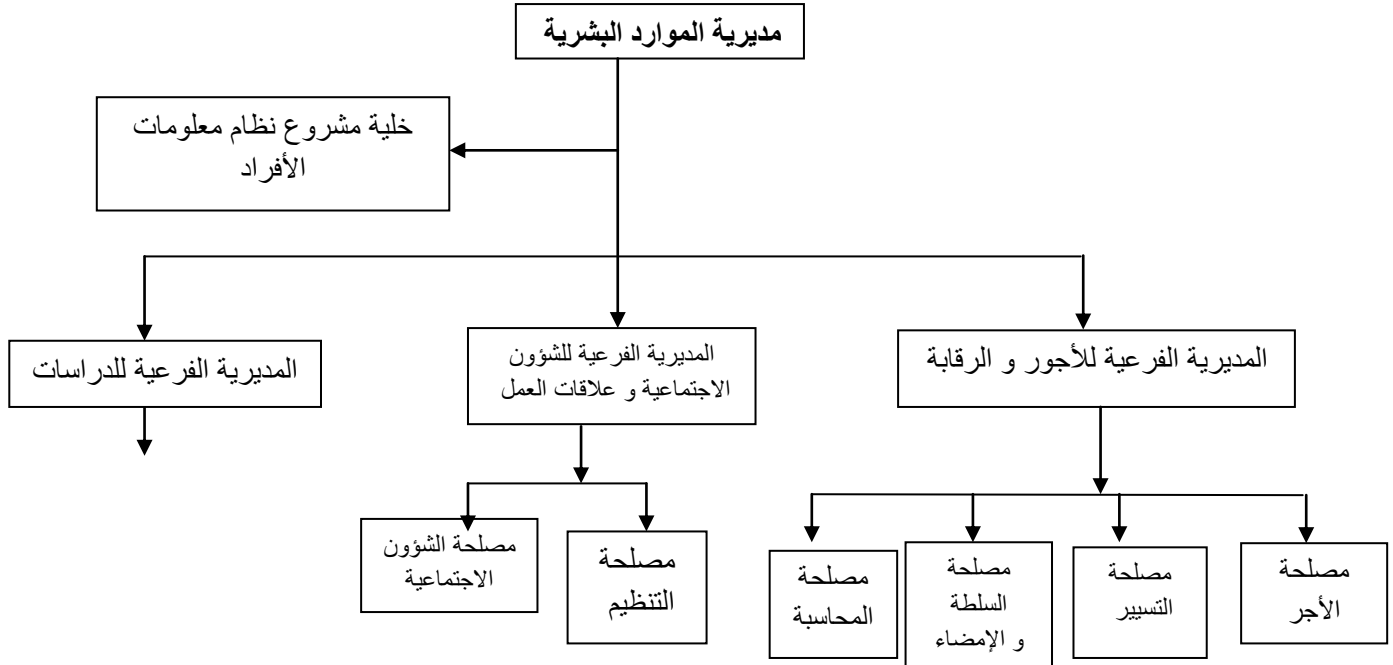 مديرية الموارد البشرية
خلية مشروع نظام معلومات
الأفراد
المديرية الفرعية للأجور و الرقابة
المديرية الفرعية للشؤون
الاجتماعية و علاقات العمل
المديرية الفرعية للدراسات
مصلحة
الأجر
مصلحة
التسيير
مصلحة
السلطة
و الإمضاء
مصلحة
المحاسبة
مصلحة
التنظيم
مصلحة الشؤون
الاجتماعية